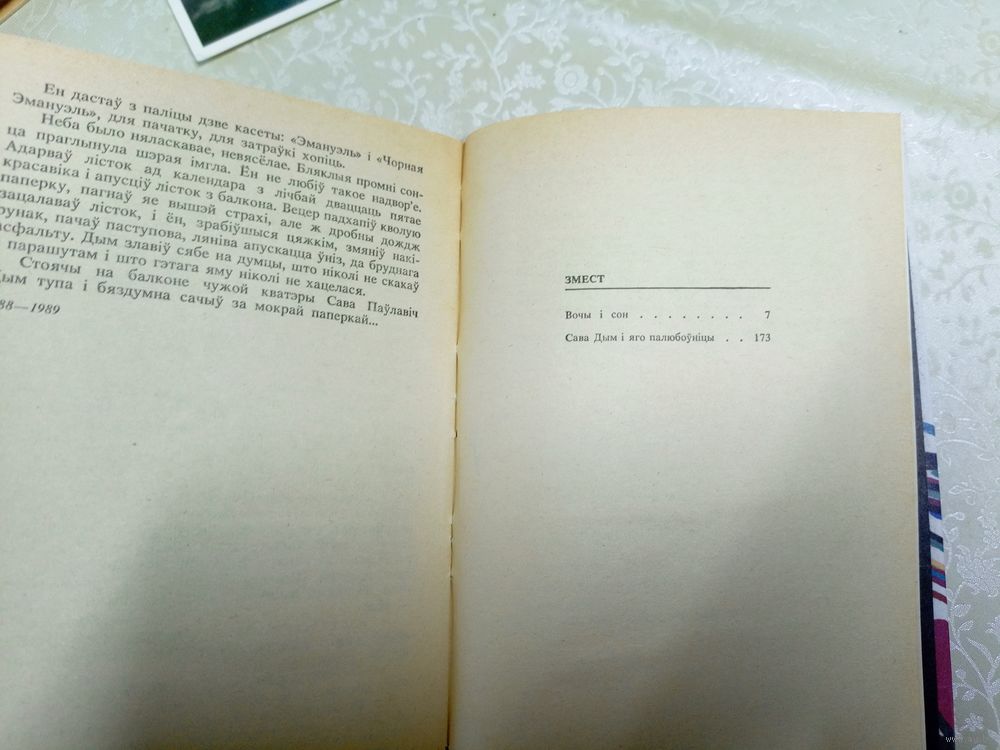 Ён дастаў з паліцы дзве касеты: «Эмануэль» і «Чорная
Эмануэль», для пачатку, для затраўкі хопіць.
Неба было няласкавае, невясёлае. Бляклыя промні сон-
ца праглынула шэрая імгла. Ён не любіў такое надвор'е.
Адарваў лісток ад календара з лічбай дваццаць пятае
красавіка і апусціў лісток з балкона. Вецер падхапіў кволую
паперку, пагнаў яе вышэй страхі, але ж дробны дождж
зацалаваў лісток, і ён, зрабіўшыся цяжкім, змяніў накі-
рунак, пачаў паступова, ляніва апускацца ўніз, да бруднага
асфальту. Дым злавіў сябе на думцы, што ніколі не скакаў
парашутам і што гэтага яму ніколі не хацелася.
Стоячы на балконе чужой кватэры Сава Паўлавіч
Дым тупа і бяздумна сачыў за мокрай паперкай...
88—1989
ЗМЕСТ
Вочы і сон . . . . . . . . 7
Сава Дым і яго палюбоўніцы . . 173